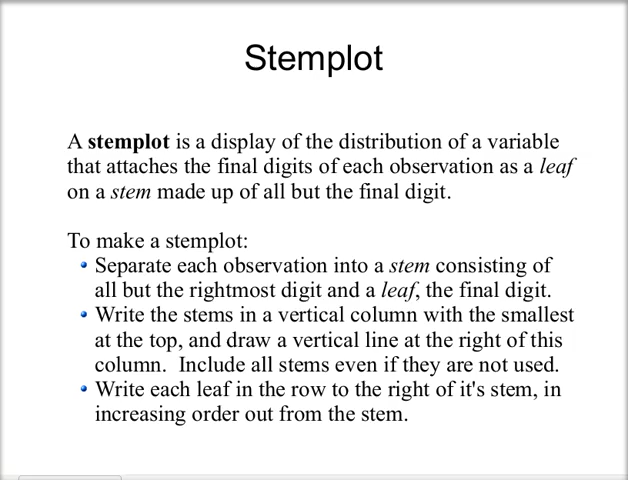 Stemplot
A stemplot is a display of the distribution of a variable
that attaches the final digits of each observation as a leaf
on a stem made up of all but the final digit.
To make a stemplot:
Separate each observation into a stem consisting of
all but the rightmost digit and a leaf, the final digit.
Write the stems in a vertical column with the smallest
at the top, and draw a vertical line at the right of this
column. Include all stems even if they are not used.
Write each leaf in the row to the right of it's stem, in
increasing order out from the stem.